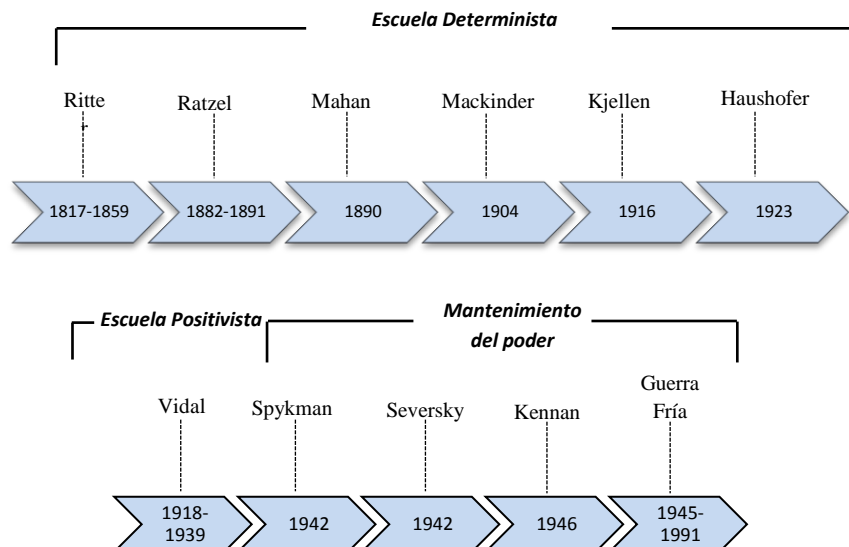 Escuela Determinista
Ritte
r
Ratzel
Mahan
Mackinder
Kjellen
Haushofer
1817-1859
1882-1891
1890
1904
1916
1923
Escuela Positivista
Mantenimiento
del poder
Vidal
Spykman
Seversky
Kennan
Guerra
Fría
1918-
1939
1942
1942
1946
1945-
1991